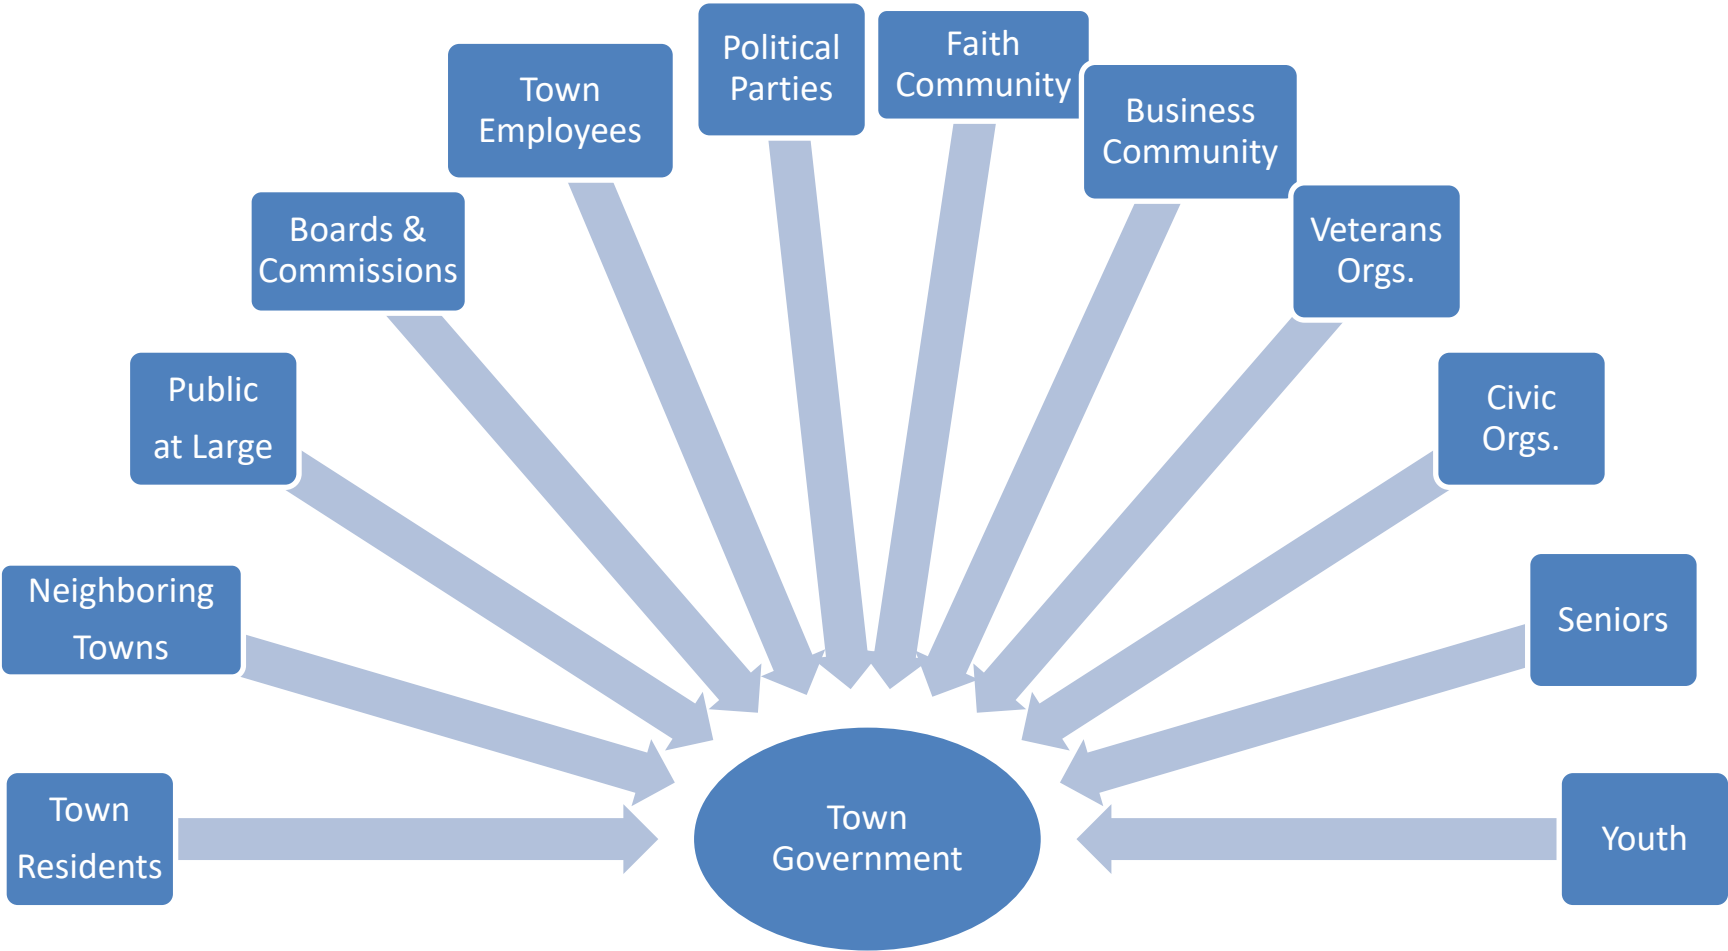 Political
Parties
Faith
Community
Town
Employees
Business
Community
Boards &
Commissions
Veterans
Orgs.
Public
at Large
Civic
Orgs.
Neighboring
Towns
Seniors
Town
Residents
Town
Government
Youth